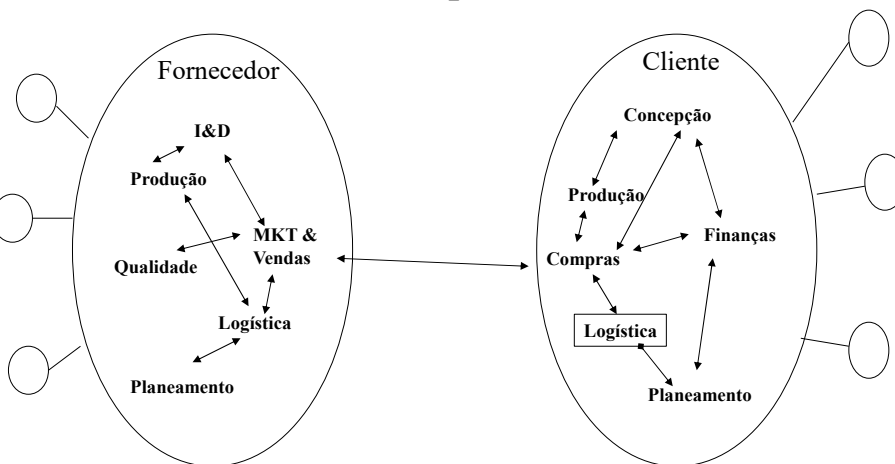 Fornecedor
I&D
Produção
MKT &
Vendas
Qualidade
Logística
Planeamento
Cliente
Concepção
Produção
Finanças
Compras
Logística
Planeamento